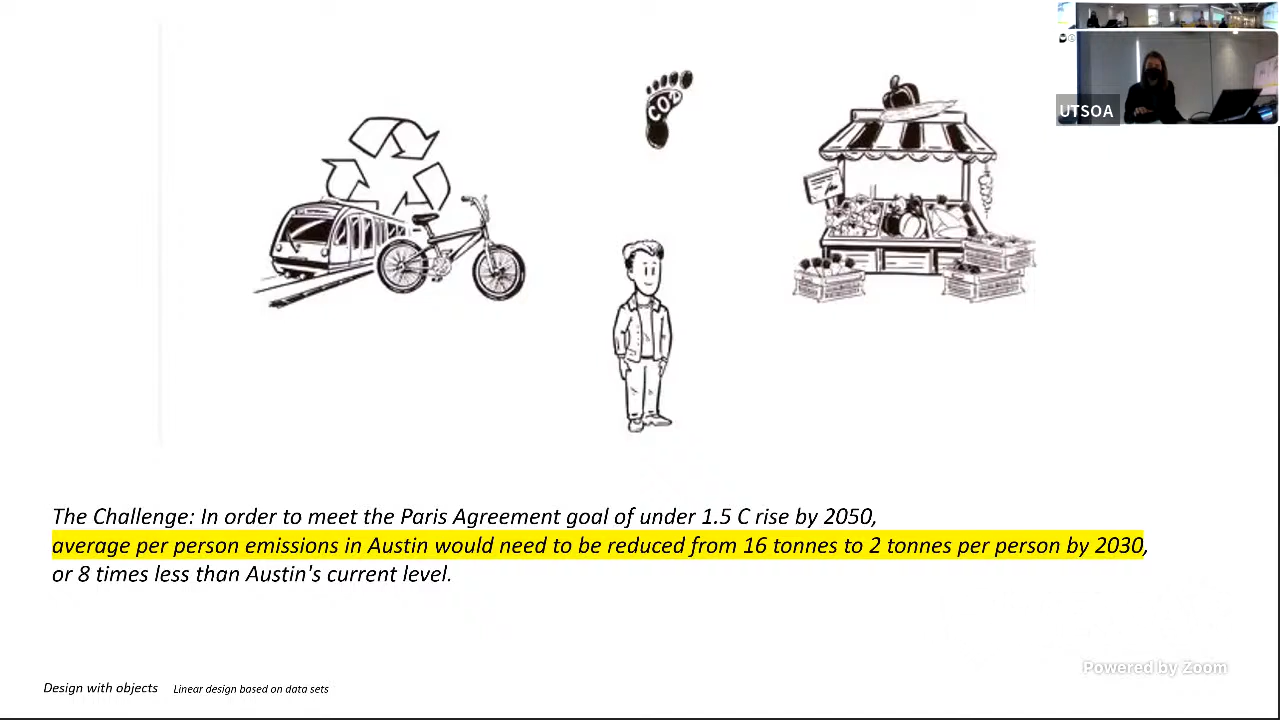 CO2
UTSOA
The Challenge: In order to meet the Paris Agreement goal of under 1.5 C rise by 2050,
average per person emissions in Austin would need to be reduced from 16 tonnes to 2 tonnes per person by 2030,
or 8 times less than Austin's current level.
Powered by Zoom
Design with objects Linear design based on data sets